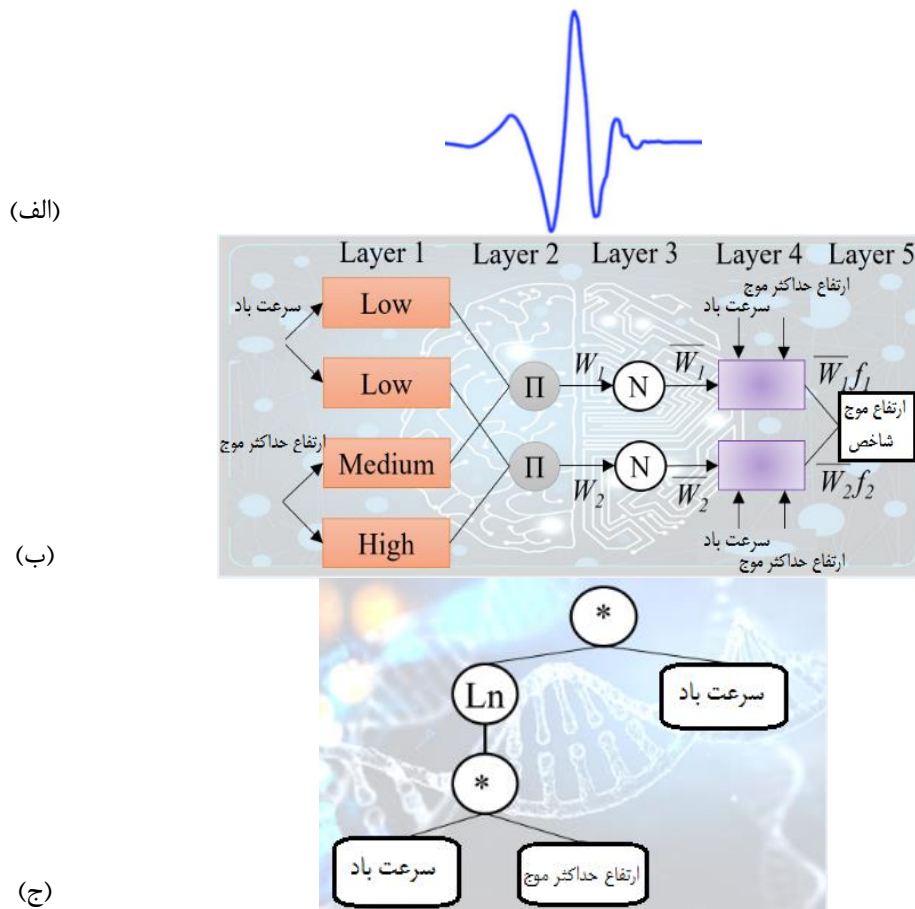 (الف)
Layer 1 Layer 2 Layer 3 Layer 4 Layer 5
ارتفاع حداکثر موج
سرعت باد
سرعت باد
Low
W1
W̅1
Π
N
W̅1f1
Low
ارتفاع موج
شاخص
ارتفاع حداکثر موج
Medium
Π
N
W2
W̅2
W̅2f2
High
سرعت باد
ارتفاع حداکثر موج
(ب)
*
Ln
سرعت باد
*
سرعت باد
ارتفاع حداکثر موج
(ج)